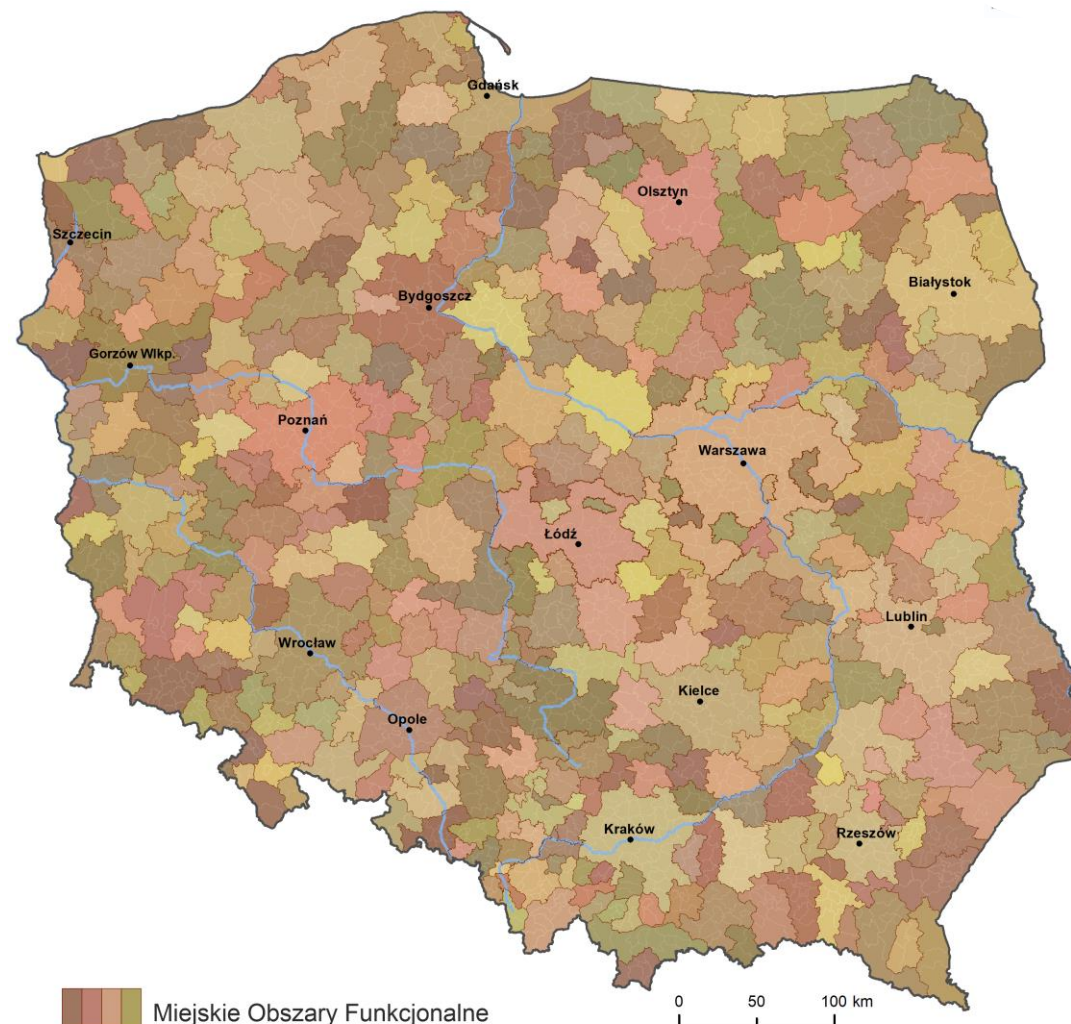 Gdańsk
Olsztyn
Szczecin
Białystok
Bydgoszcz
Gorzów Wlkp.
Poznań
Warszawa
Łódź
Lublin
Wrocław
Kielce
Opole
Kraków
Rzeszów
0 50 100 km
Miejskie Obszary Funkcjonalne